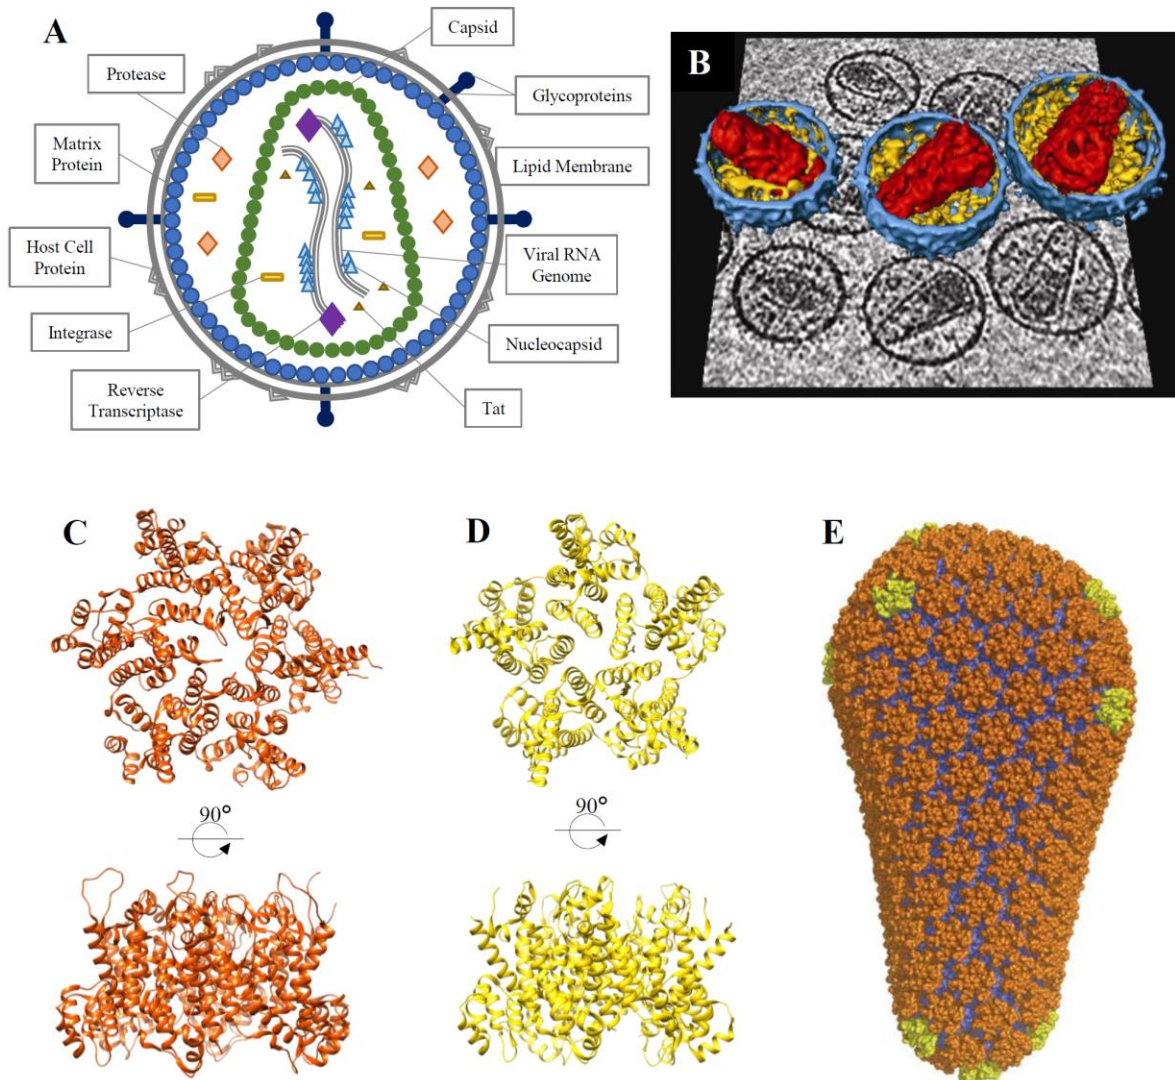 A
Capsid
Protease
Glycoproteins
Matrix
Protein
Lipid Membrane
Host Cell
Protein
Viral RNA
Genome
Integrase
Nucleocapsid
Reverse
Transcriptase
Tat
B
C
90°
D
90°
E